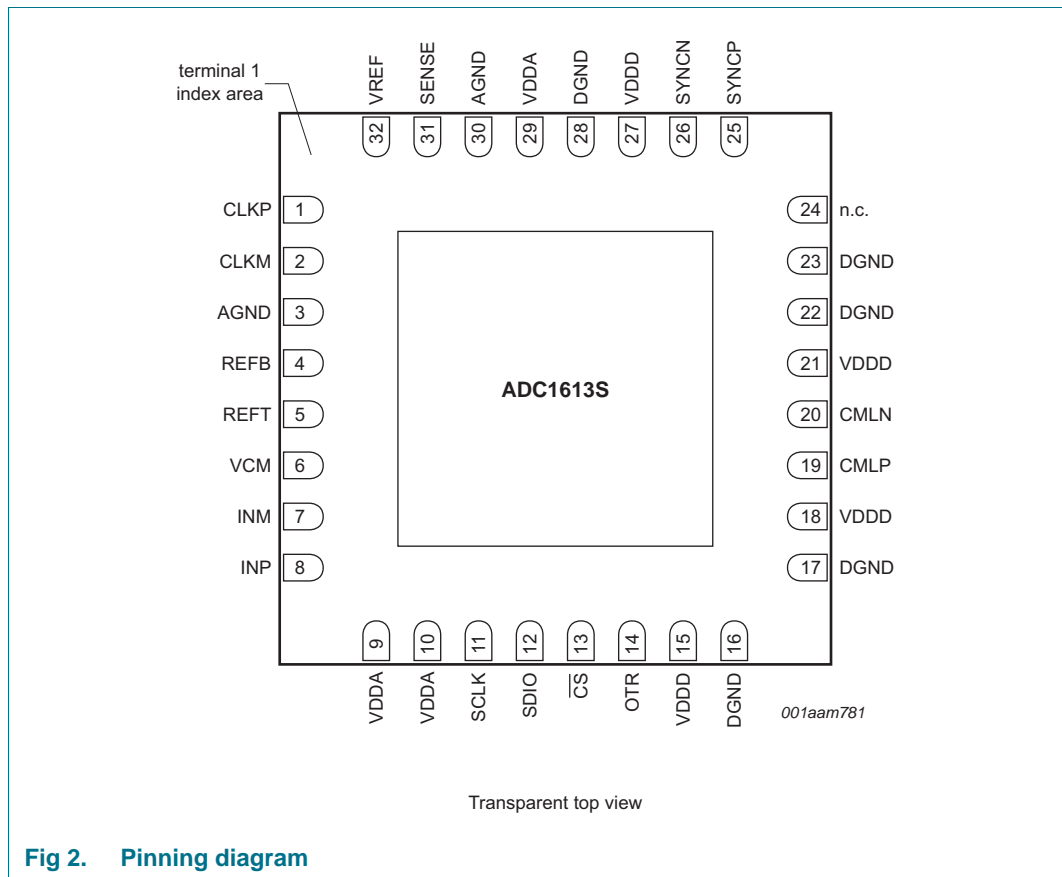 terminal 1
index area
VREF
SENSE
AGND
VDDA
DGND
VDDD
SYNCN
SYNCP
32
31
30
29
28
27
26
25
CLKP 1
CLKM 2
AGND 3
REFB 4
REFT 5
VCM 6
INM 7
INP 8
ADC1613S
24 n.c.
23 DGND
22 DGND
21 VDDD
20 CMLN
19 CMLP
18 VDDD
17 DGND
9
10
11
12
13
14
15
16
VDDA
VDDA
SCLK
SDIO
C̅S̅
OTR
VDDD
DGND
001aam781
Transparent top view
Fig 2. Pinning diagram